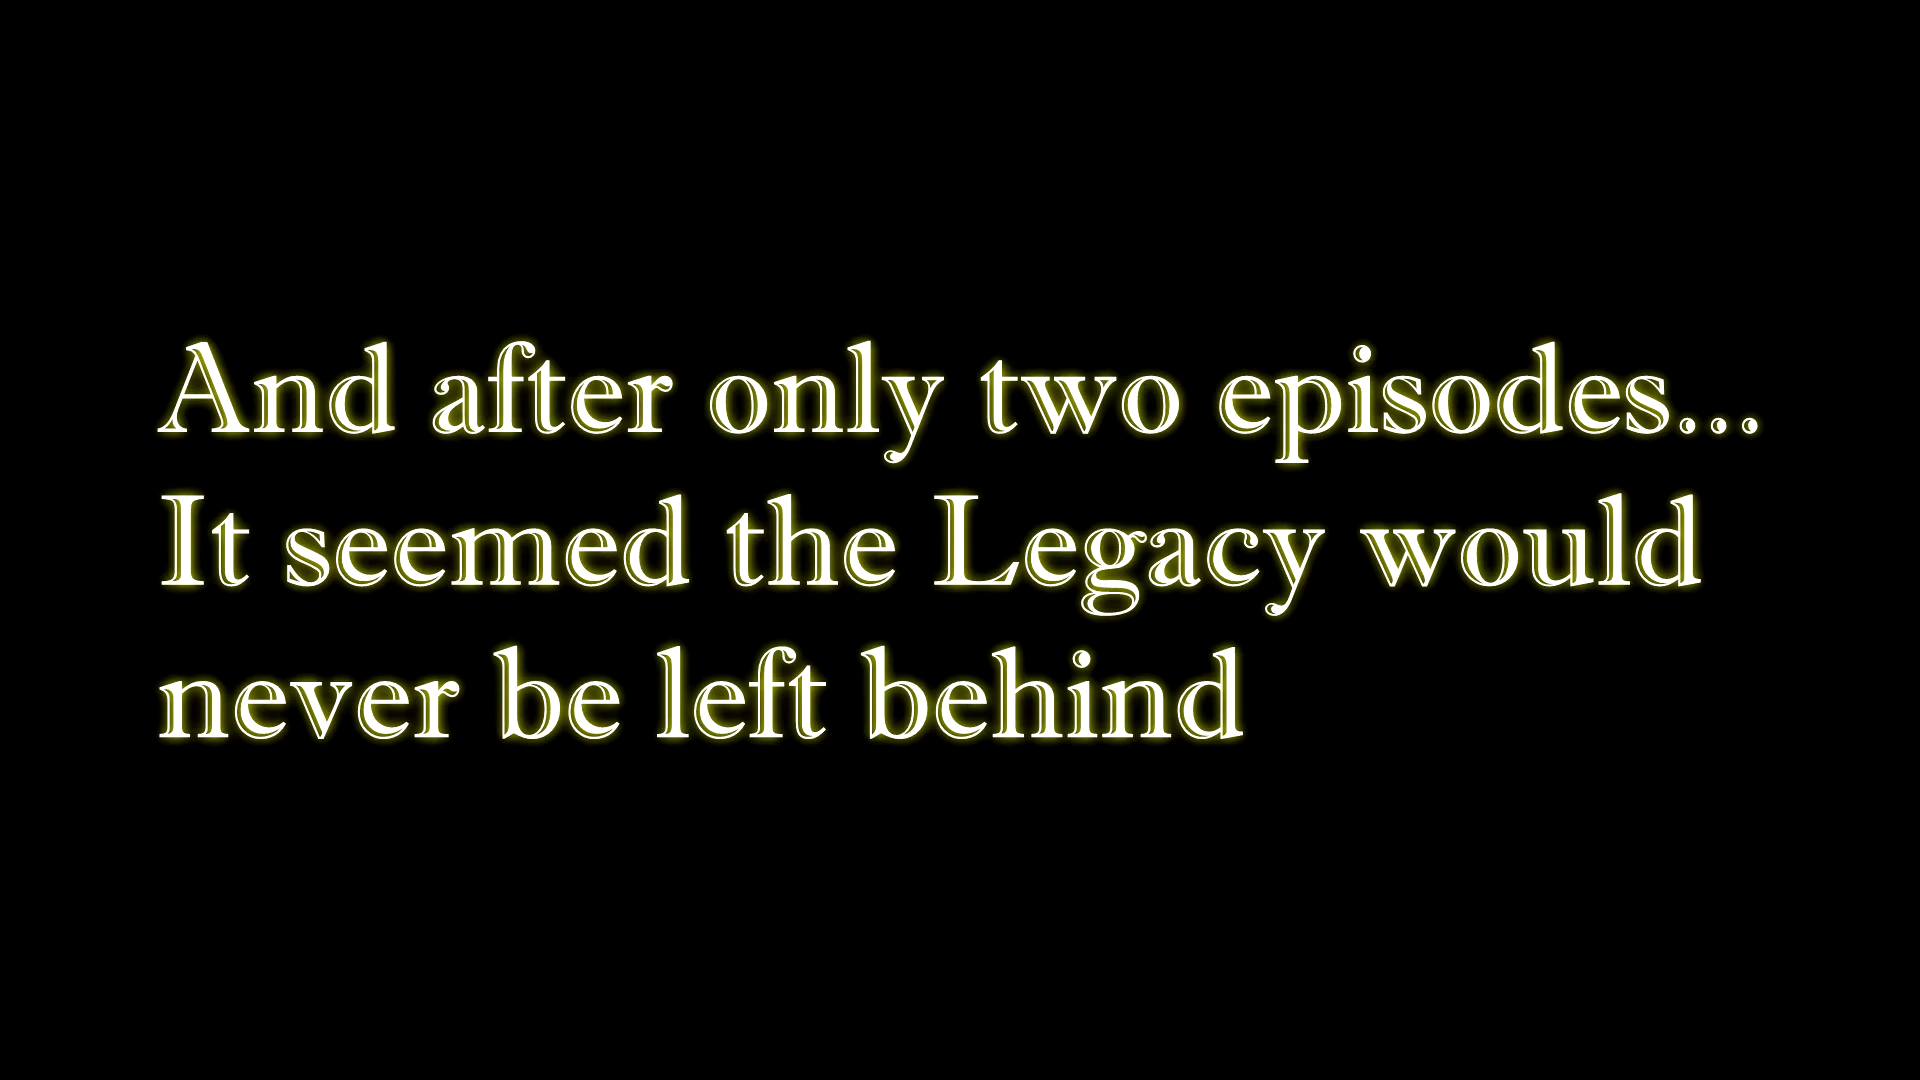 And after only two episodes...
It seemed the Legacy would
never be left behind